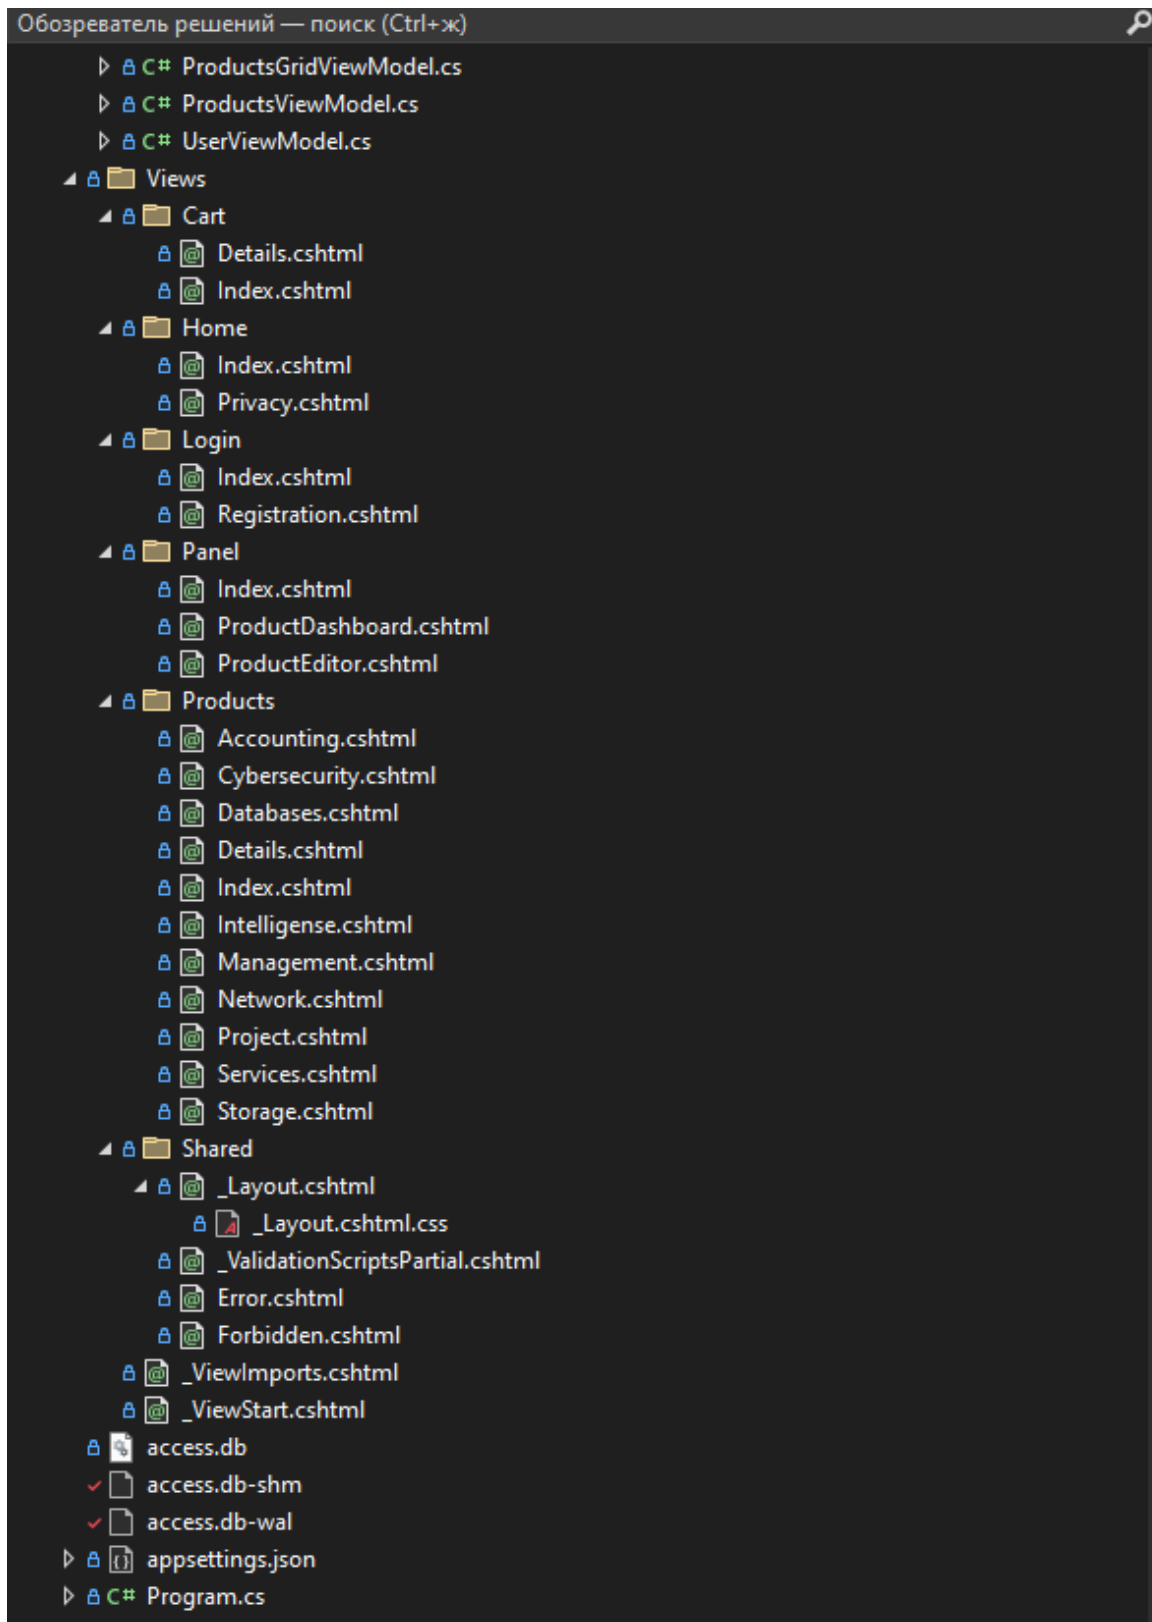 Обозреватель решений — поиск (Ctrl+ж)
C# ProductsGridViewModel.cs
C# ProductsViewModel.cs
C# UserViewModel.cs
Views
Cart
@ Details.cshtml
@ Index.cshtml
Home
@ Index.cshtml
@ Privacy.cshtml
Login
@ Index.cshtml
@ Registration.cshtml
Panel
@ Index.cshtml
@ ProductDashboard.cshtml
@ ProductEditor.cshtml
Products
@ Accounting.cshtml
@ Cybersecurity.cshtml
@ Databases.cshtml
@ Details.cshtml
@ Index.cshtml
@ Intelligense.cshtml
@ Management.cshtml
@ Network.cshtml
@ Project.cshtml
@ Services.cshtml
@ Storage.cshtml
Shared
@ _Layout.cshtml
A _Layout.cshtml.css
@ _ValidationScriptsPartial.cshtml
@ Error.cshtml
@ Forbidden.cshtml
@ _ViewImports.cshtml
@ _ViewStart.cshtml
access.db
access.db-shm
access.db-wal
{} appsettings.json
C# Program.cs